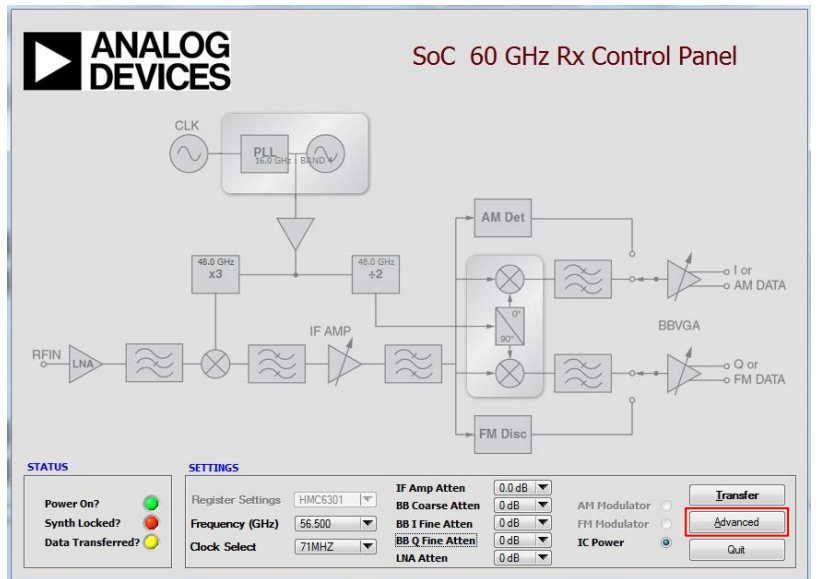 ANALOG
DEVICES
SoC 60 GHz Rx Control Panel
CLK
PLL
16.0 GHz : BAND 4
48.0 GHz
x3
48.0 GHz
÷2
AM Det
0°
90°
I or
AM DATA
IF AMP
BBVGA
RFIN
LNA
Q or
FM DATA
FM Disc
STATUS
Power On?
Synth Locked?
Data Transferred?
SETTINGS
Register Settings HMC6301
Frequency (GHz) 56.500
Clock Select 71MHZ
IF Amp Atten 0.0 dB
BB Coarse Atten 0 dB
BB I Fine Atten 0 dB
BB Q Fine Atten 0 dB
LNA Atten 0 dB
AM Modulator
FM Modulator
IC Power
Transfer
Advanced
Quit